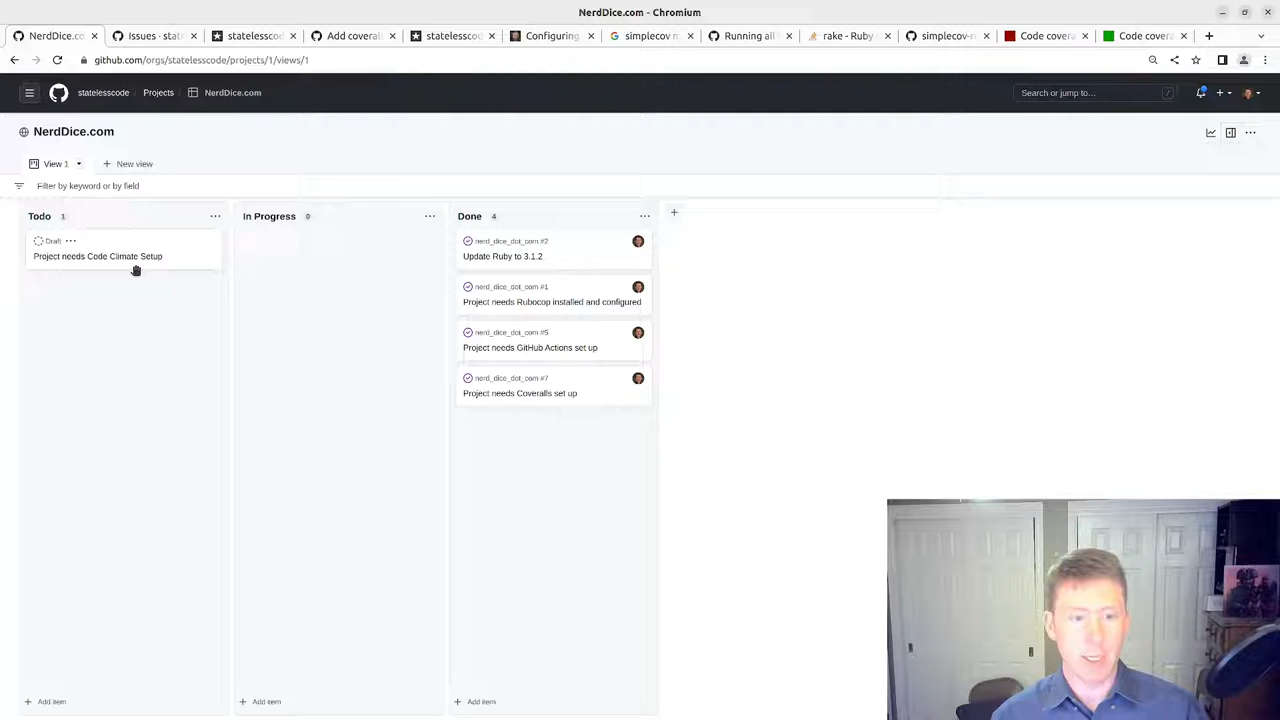 NerdDice.com - Chromium
NerdDice.co
Issues · state
statelesscod
Add coverall
statelesscod
Configuring
simplecov m
Running all
rake - Ruby
simplecov-r
Code covera
Code covera
github.com/orgs/statelesscode/projects/1/views/1
statelesscode / Projects / NerdDice.com
Search or jump to... /
NerdDice.com
View 1
New view
Filter by keyword or by field
Todo 1
Draft
Project needs Code Climate Setup
Add item
In Progress 0
Add item
Done 4
nerd_dice_dot_com #2
Update Ruby to 3.1.2
nerd_dice_dot_com #1
Project needs Rubocop installed and configured
nerd_dice_dot_com #5
Project needs GitHub Actions set up
nerd_dice_dot_com #7
Project needs Coveralls set up
Add item